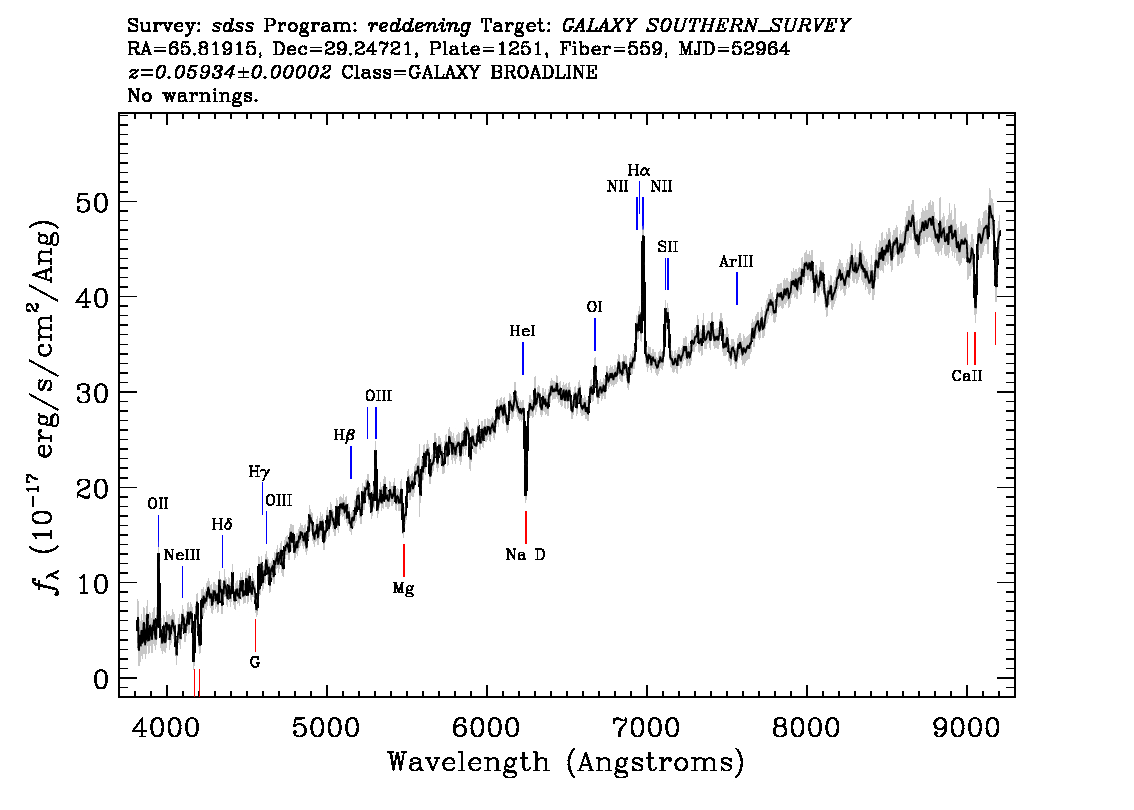 Survey: sdss Program: reddening Target: GALAXY SOUTHERN_SURVEY
RA=65.81915, Dec=29.24721, Plate=1251, Fiber=559, MJD=52964
z=0.05934±0.00002 Class=GALAXY BROADLINE
No warnings.
Hα
NII NII
SII
ArIII
OI
HeI
OIII
Hβ
Hγ
OIII
OII
Hδ
NeIII
CaII
Na D
Mg
G
50
40
30
20
10
0
4000 5000 6000 7000 8000 9000
Wavelength (Angstroms)
fλ (10⁻¹⁷ erg/s/cm²/Ang)